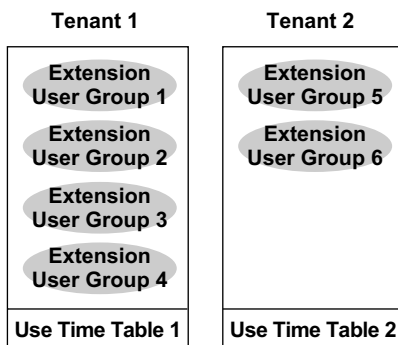 Tenant 1
Extension
User Group 1
Extension
User Group 2
Extension
User Group 3
Extension
User Group 4
Use Time Table 1
Tenant 2
Extension
User Group 5
Extension
User Group 6
Use Time Table 2